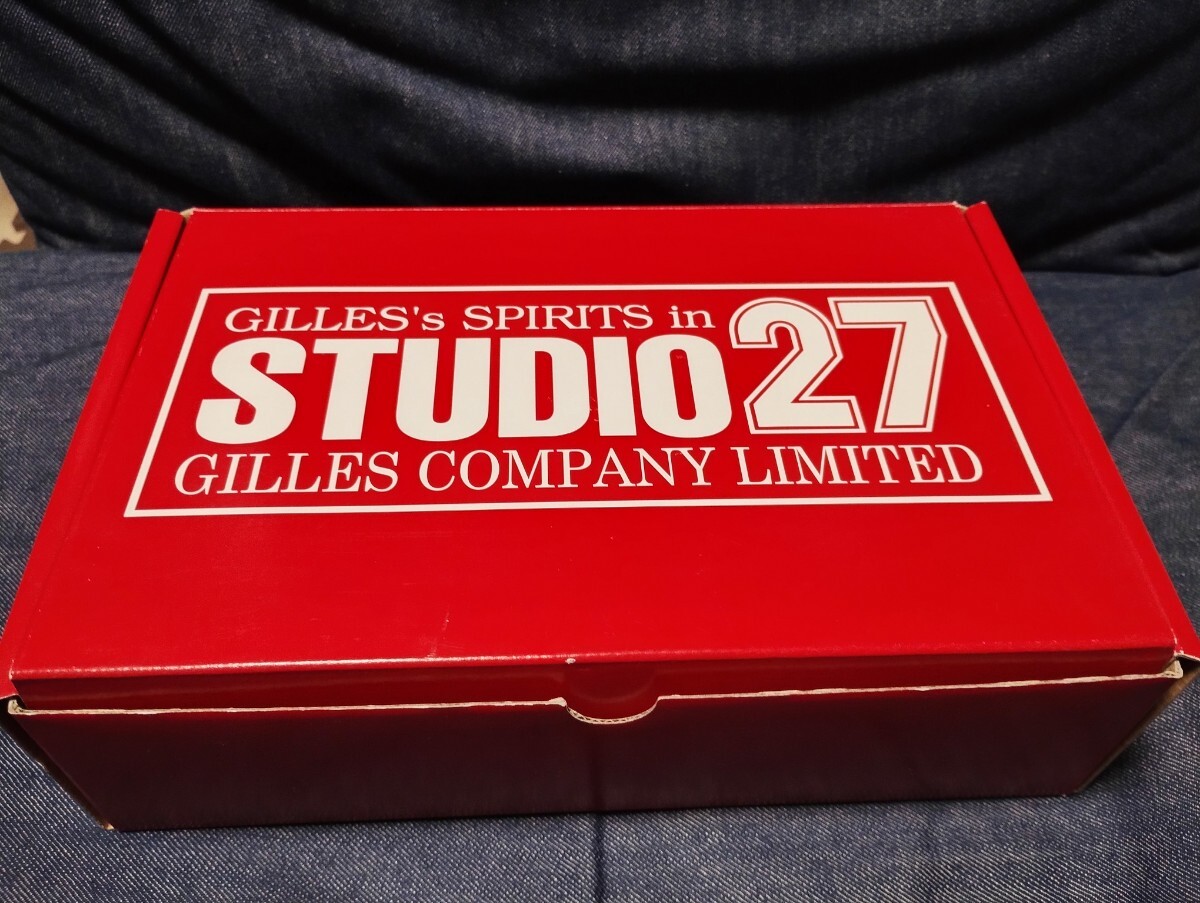 GILLES's SPIRITS in
STUDIO27
GILLES COMPANY LIMITED